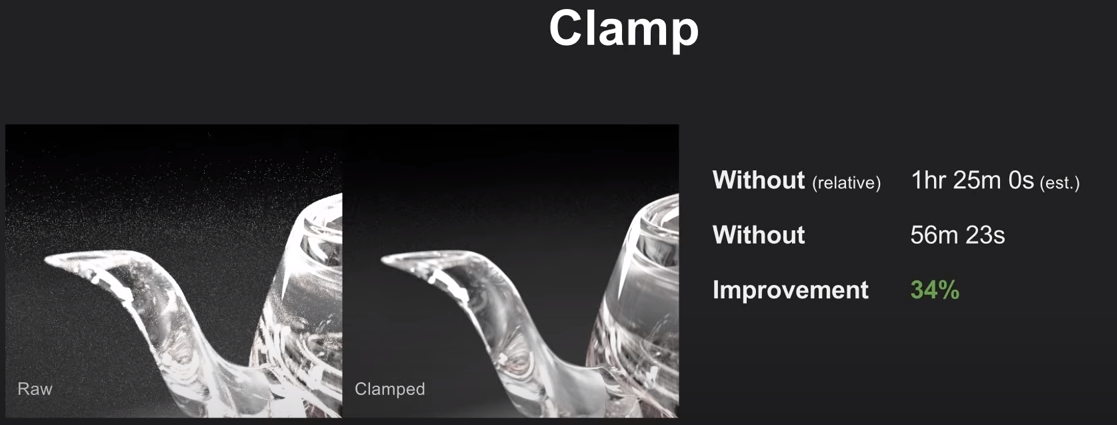 Clamp
Without (relative) 1hr 25m 0s (est.)
Without 56m 23s
Improvement 34%
Raw
Clamped